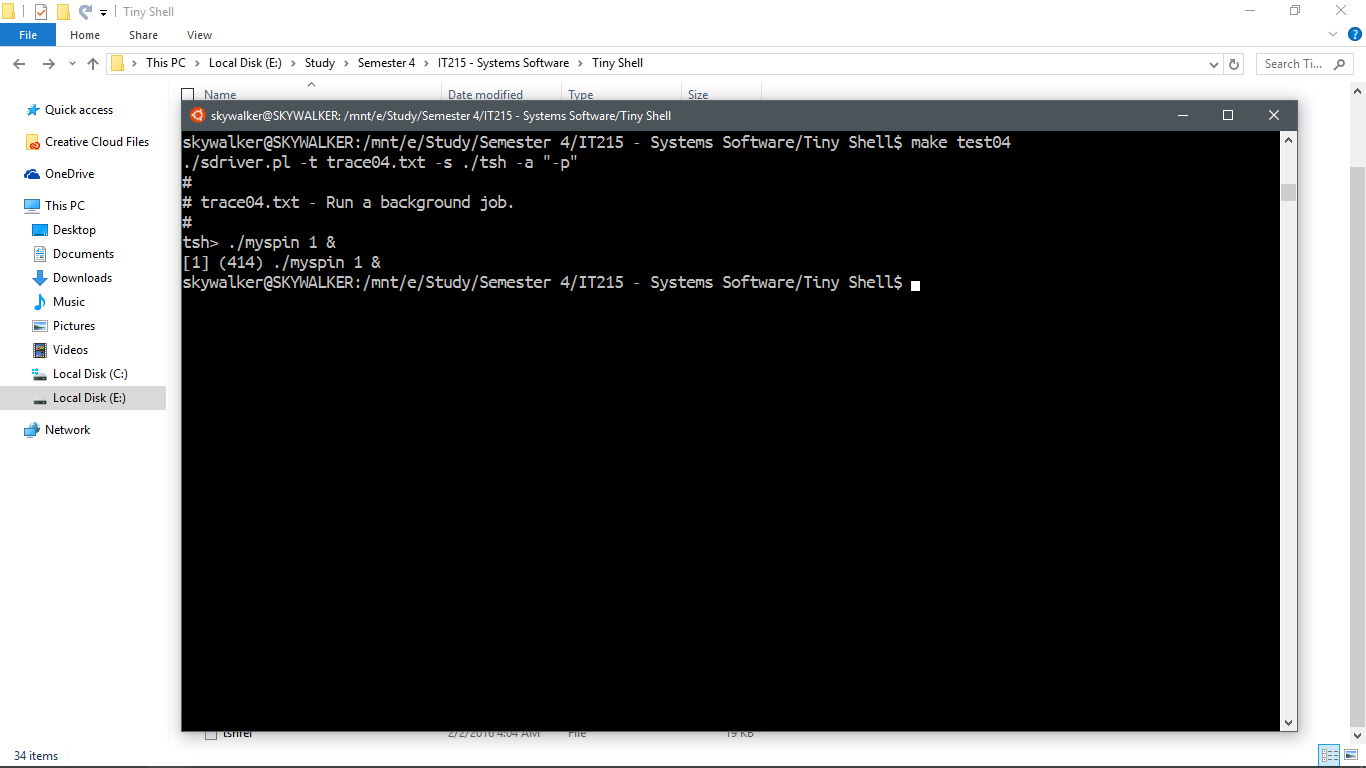 Tiny Shell
File Home Share View
This PC Local Disk (E:) Study Semester 4 IT215 - Systems Software Tiny Shell
Search Ti...
Name Date modified Type Size
Quick access
Creative Cloud Files
OneDrive
This PC
Desktop
Documents
Downloads
Music
Pictures
Videos
Local Disk (C:)
Local Disk (E:)
Network
skywalker@SKYWALKER: /mnt/e/Study/Semester 4/IT215 - Systems Software/Tiny Shell
skywalker@SKYWALKER:/mnt/e/Study/Semester 4/IT215 - Systems Software/Tiny Shell$ make test04
./sdriver.pl -t trace04.txt -s ./tsh -a "-p"
#
# trace04.txt - Run a background job.
#
tsh> ./myspin 1 &
[1] (414) ./myspin 1 &
skywalker@SKYWALKER:/mnt/e/Study/Semester 4/IT215 - Systems Software/Tiny Shell$
tshref 2/2/2016 4:04 AM File 19 KB
34 items